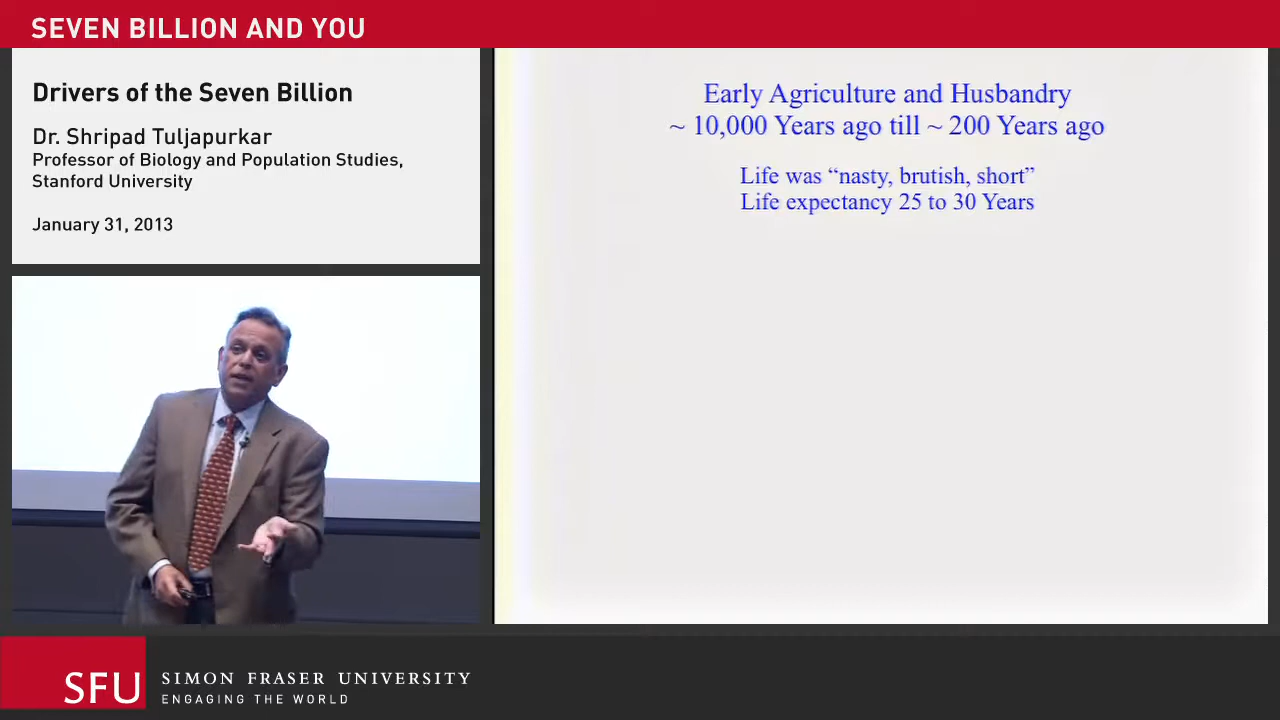 SEVEN BILLION AND YOU
Drivers of the Seven Billion
Dr. Shripad Tuljapurkar
Professor of Biology and Population Studies,
Stanford University
January 31, 2013
Early Agriculture and Husbandry
~ 10,000 Years ago till ~ 200 Years ago
Life was “nasty, brutish, short”
Life expectancy 25 to 30 Years
SFU
SIMON FRASER UNIVERSITY
ENGAGING THE WORLD